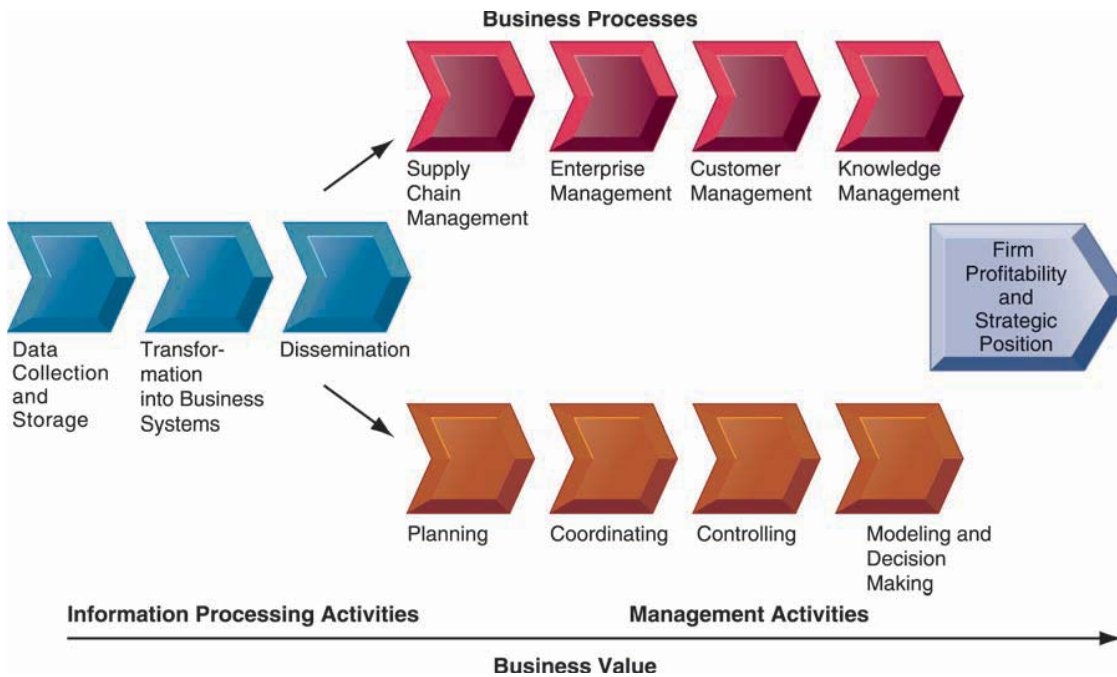 Business Processes
Supply
Chain
Management
Enterprise
Management
Customer
Management
Knowledge
Management
Data
Collection
and
Storage
Transfor-
mation
into Business
Systems
Dissemination
Firm
Profitability
and
Strategic
Position
Planning
Coordinating
Controlling
Modeling and
Decision
Making
Information Processing Activities
Management Activities
Business Value